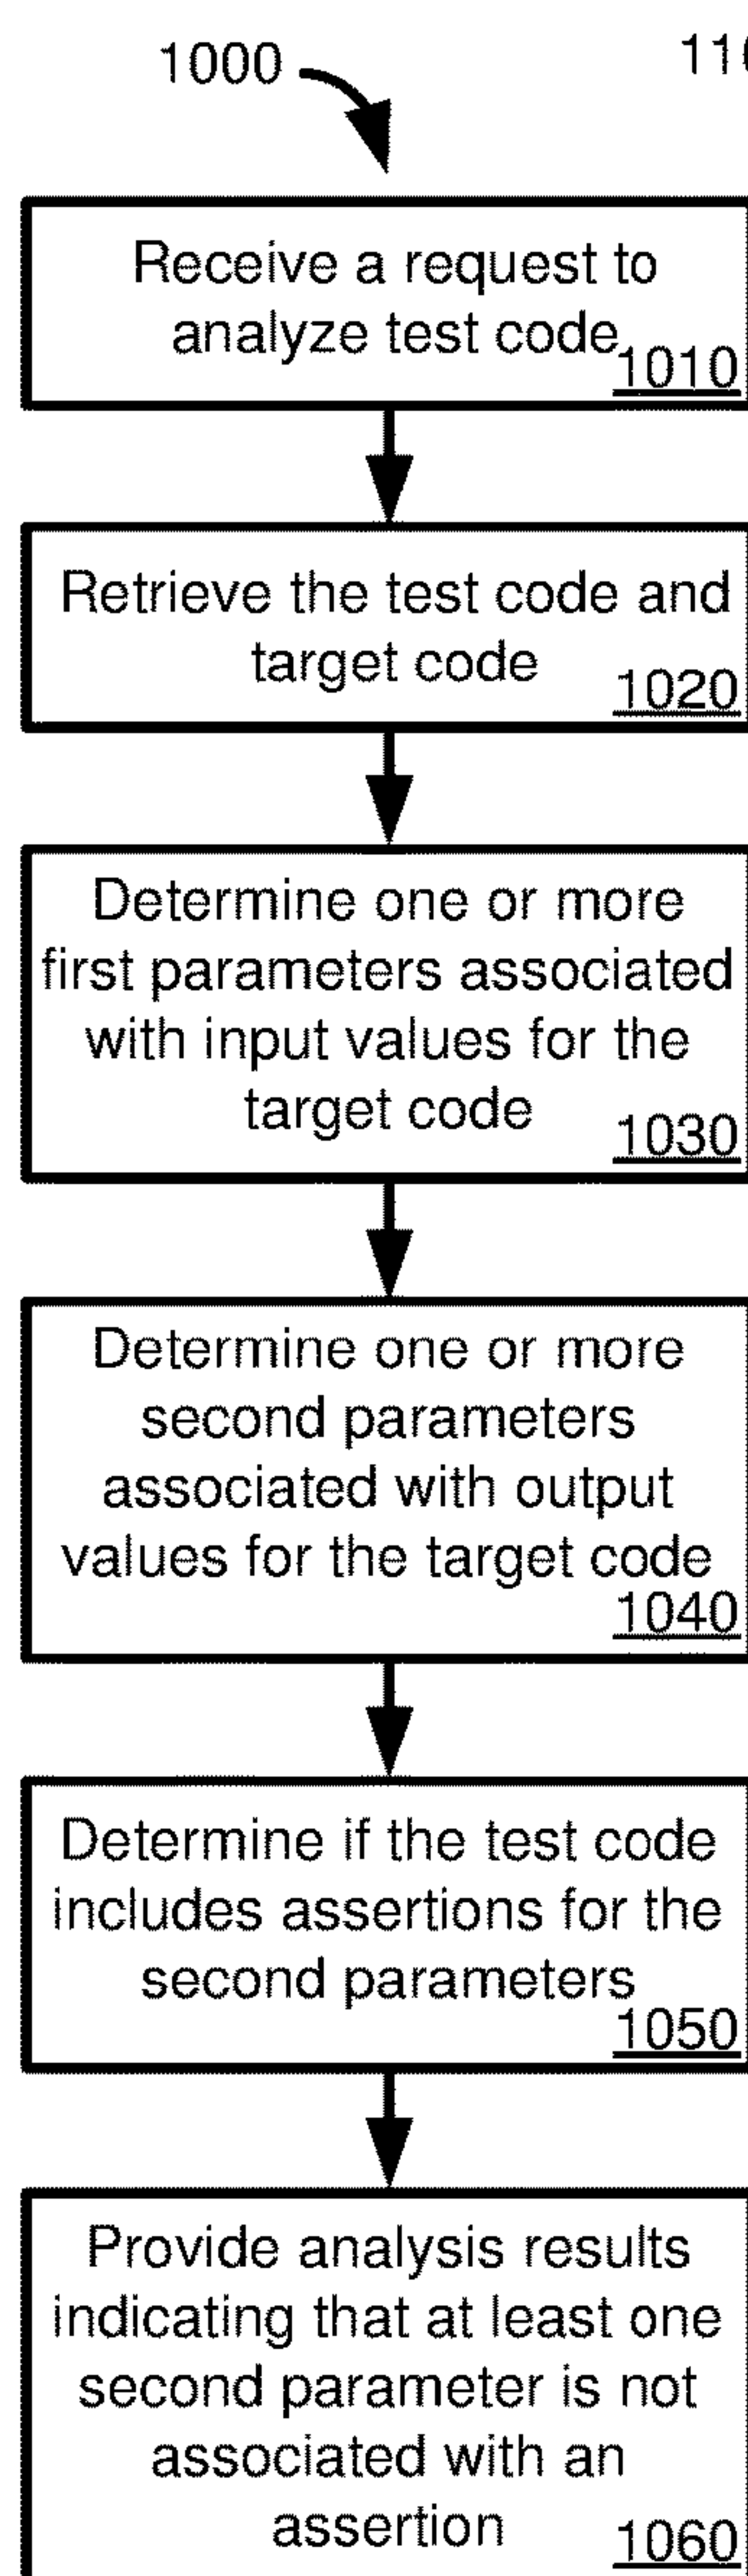 1000
Receive a request to
analyze test code
1010
Retrieve the test code and
target code
1020
Determine one or more
first parameters associated
with input values for the
target code
1030
Determine one or more
second parameters
associated with output
values for the target code
1040
Determine if the test code
includes assertions for the
second parameters
1050
Provide analysis results
indicating that at least one
second parameter is not
associated with an
assertion
1060